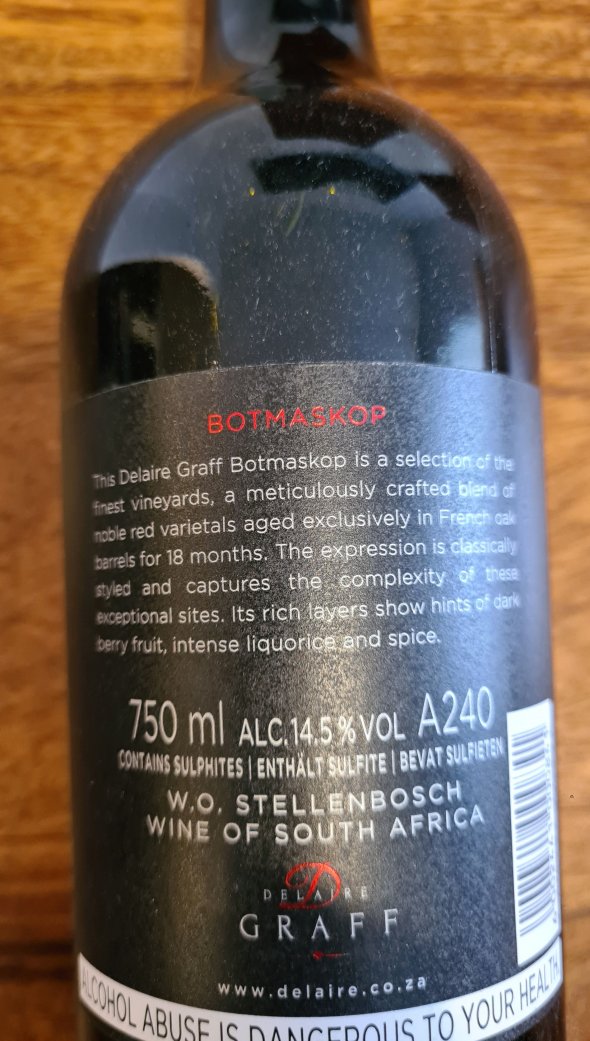 BOTMASKOP
This Delaire Graff Botmaskop is a selection of the
finest vineyards, a meticulously crafted blend of
noble red varietals aged exclusively in French oak
barrels for 18 months. The expression is classically
styled and captures the complexity of these
exceptional sites. Its rich layers show hints of dark
berry fruit, intense liquorice and spice.
750 ml ALC.14.5%VOL A240
CONTAINS SULPHITES | ENTHÄLT SULFITE | BEVAT SULFIETEN
W.O. STELLENBOSCH
WINE OF SOUTH AFRICA
D
DELAIRE
GRAFF
www.delaire.co.za
ALCOHOL ABUSE IS DANGEROUS TO YOUR HEALTH